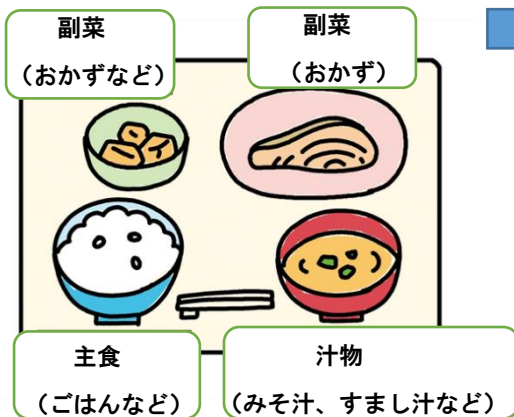 副菜
(おかずなど)
副菜
(おかず)
主食
(ごはんなど)
汁物
(みそ汁、すまし汁など)